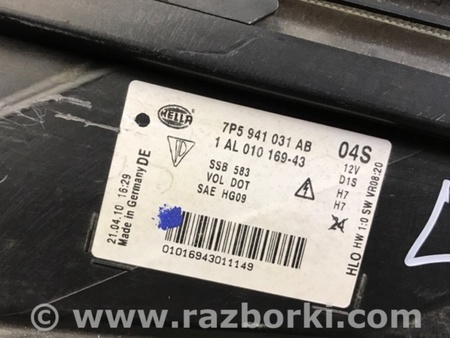 HELLA
7P5 941 031 AB
1 AL 010 169-43
04S
SSB 583
VOL DOT
SAE HG09
12V
D1S
H7
H7
HLO HW 1:0 SW VR08:20
21.04.10 16:29
Made in Germany DE
01016943011149
© www.razborki.com